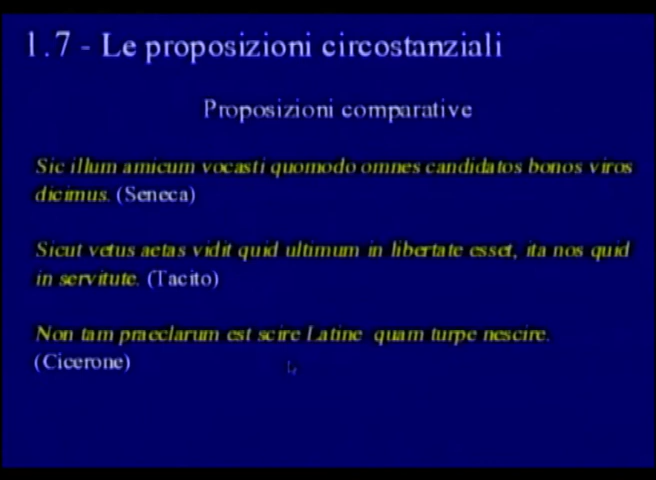 1.7 - Le proposizioni circostanziali
Proposizioni comparative
Sic illum amicum vocasti quomodo omnes candidatos bonos viros
dicimus. (Seneca)
Sicut vetus aetas vidit quid ultimum in libertate esset, ita nos quid
in servitute. (Tacito)
Non tam praeclarum est scire Latine quam turpe nescire.
(Cicerone)